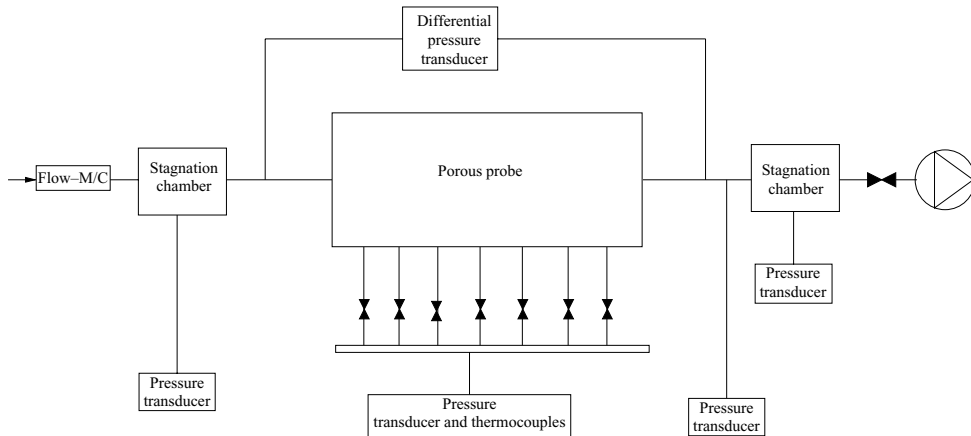 Differential
pressure
transducer
Flow–M/C
Stagnation
chamber
Porous probe
Stagnation
chamber
Pressure
transducer
Pressure
transducer
Pressure
transducer and thermocouples
Pressure
transducer